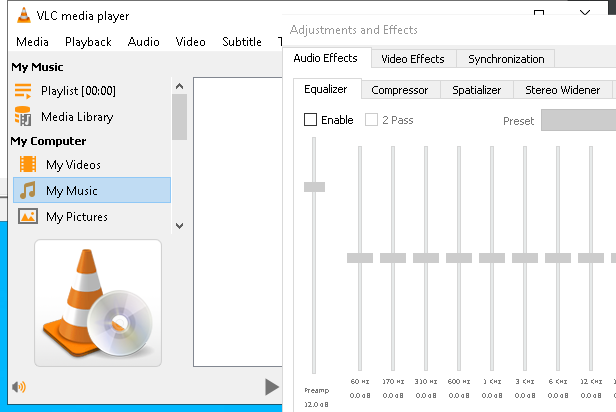 VLC media player
Media Playback Audio Video Subtitle T
My Music
Playlist [00:00]
Media Library
My Computer
My Videos
My Music
My Pictures
Adjustments and Effects
Audio Effects Video Effects Synchronization
Equalizer Compressor Spatializer Stereo Widener
Enable 2 Pass Preset
60 Hz 170 Hz 310 Hz 600 Hz 1 KHz 3 KHz 6 KHz 12 KHz
Preamp 0.0 dB 0.0 dB 0.0 dB 0.0 dB 0.0 dB 0.0 dB 0.0 dB 0.0 dB
12.0 dB